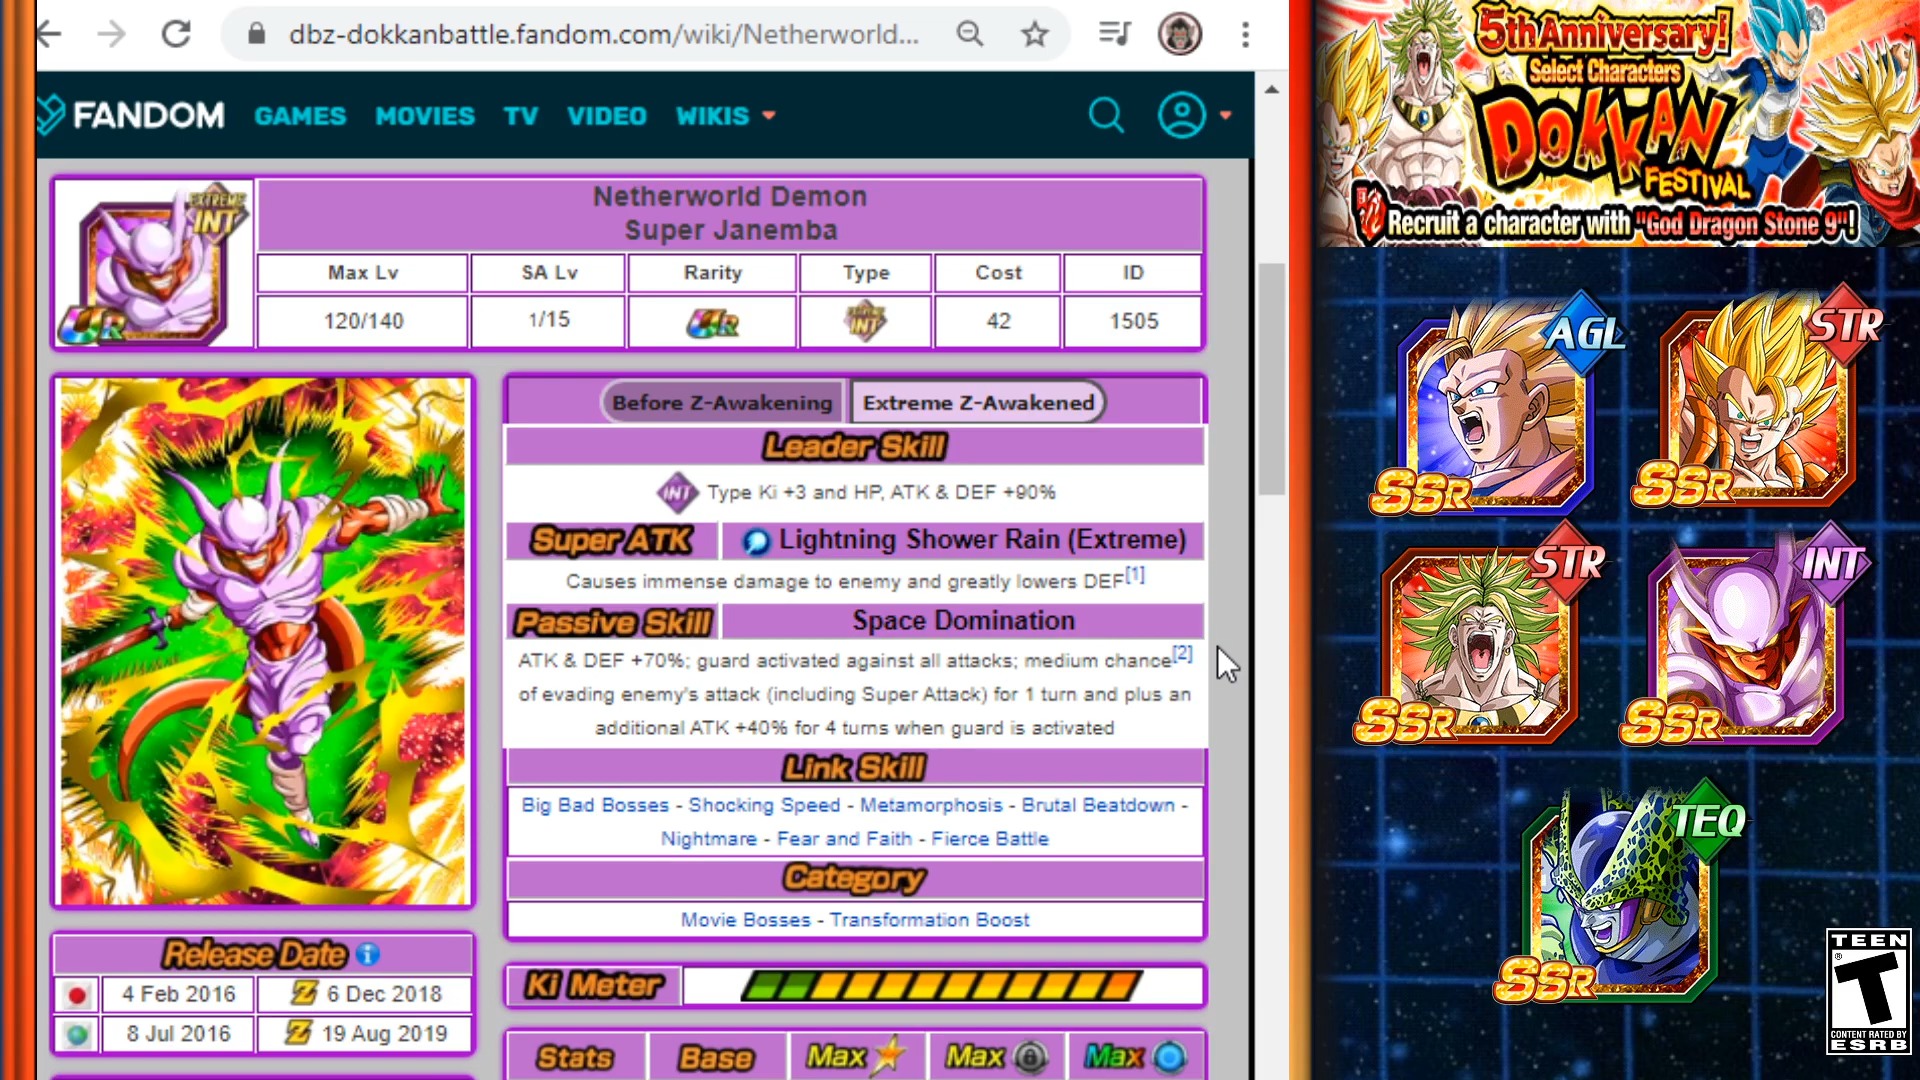 dbz-dokkanbattle.fandom.com/wiki/Netherworld...
FANDOM GAMES MOVIES TV VIDEO WIKIS
EXTREME INT
UR
Netherworld Demon
Super Janemba
Max Lv SA Lv Rarity Type Cost ID
120/140 1/15 UR EXTREME INT 42 1505
Before Z-Awakening Extreme Z-Awakened
Leader Skill
INT Type Ki +3 and HP, ATK & DEF +90%
Super ATK Lightning Shower Rain (Extreme)
Causes immense damage to enemy and greatly lowers DEF[1]
Passive Skill Space Domination
ATK & DEF +70%; guard activated against all attacks; medium chance[2]
of evading enemy's attack (including Super Attack) for 1 turn and plus an
additional ATK +40% for 4 turns when guard is activated
Link Skill
Big Bad Bosses - Shocking Speed - Metamorphosis - Brutal Beatdown -
Nightmare - Fear and Faith - Fierce Battle
Category
Movie Bosses - Transformation Boost
Ki Meter
Stats Base Max Max Max
Release Date
4 Feb 2016 Z 6 Dec 2018
8 Jul 2016 Z 19 Aug 2019
5th Anniversary!
Select Characters
DOKKAN
FESTIVAL
Recruit a character with "God Dragon Stone 9"!
AGL
SSR
STR
SSR
STR
SSR
INT
SSR
TEQ
SSR
TEEN
T
®
CONTENT RATED BY
ESRB